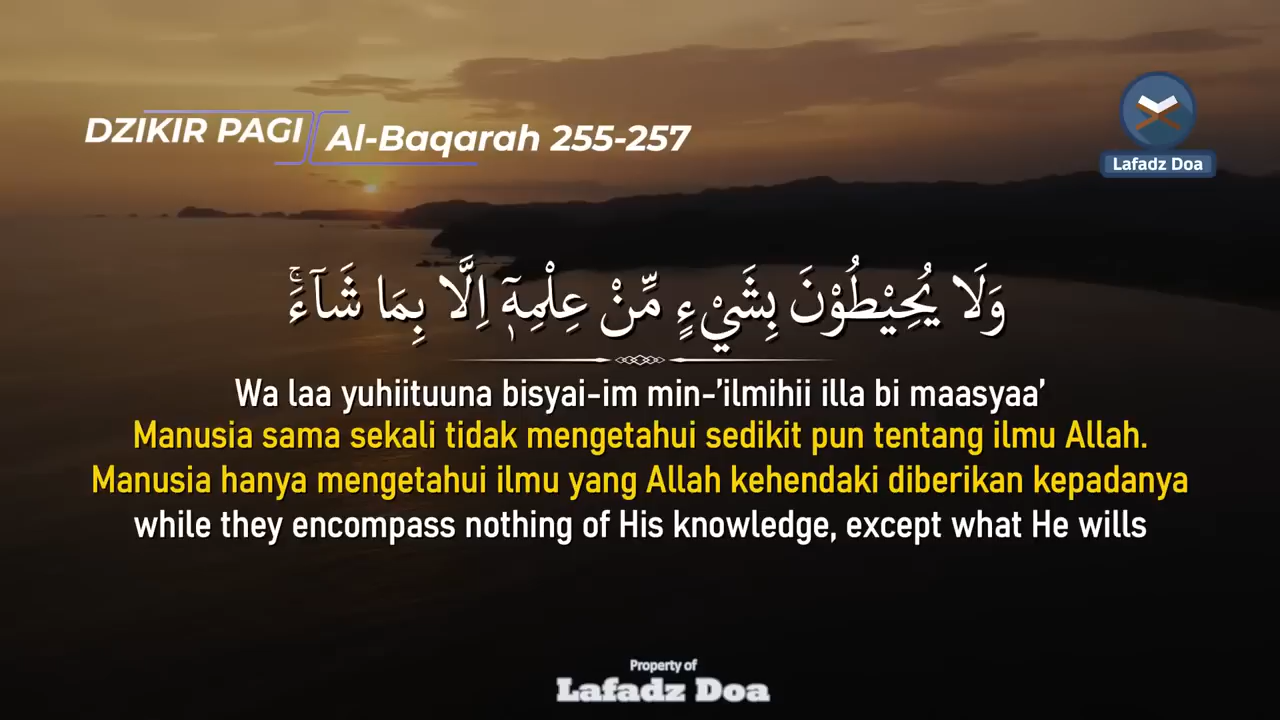 DZIKIR PAGI
Al-Baqarah 255-257
Lafadz Doa
وَلَا يُحِيْطُوْنَ بِشَيْءٍ مِّنْ عِلْمِهٖٓ اِلَّا بِمَا شَاۤءَۚ
Wa laa yuhiituuna bisyai-im min-'ilmihii illa bi maasyaa'
Manusia sama sekali tidak mengetahui sedikit pun tentang ilmu Allah.
Manusia hanya mengetahui ilmu yang Allah kehendaki diberikan kepadanya
while they encompass nothing of His knowledge, except what He wills
Property of
Lafadz Doa